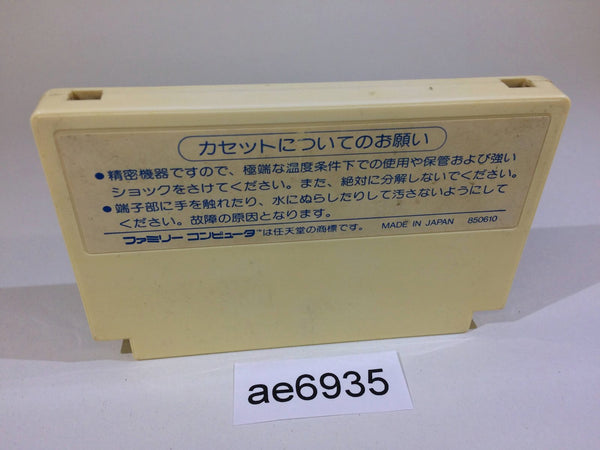 カセットについてのお願い
●精密機器ですので、極端な温度条件下での使用や保管および強い
ショックをさけてください。また、絶対に分解しないでください。
●端子部に手を触れたり、水にぬらしたりして汚さないようにして
ください。故障の原因となります。
ファミリー コンピュータ™は任天堂の商標です。 MADE IN JAPAN 850610
ae6935